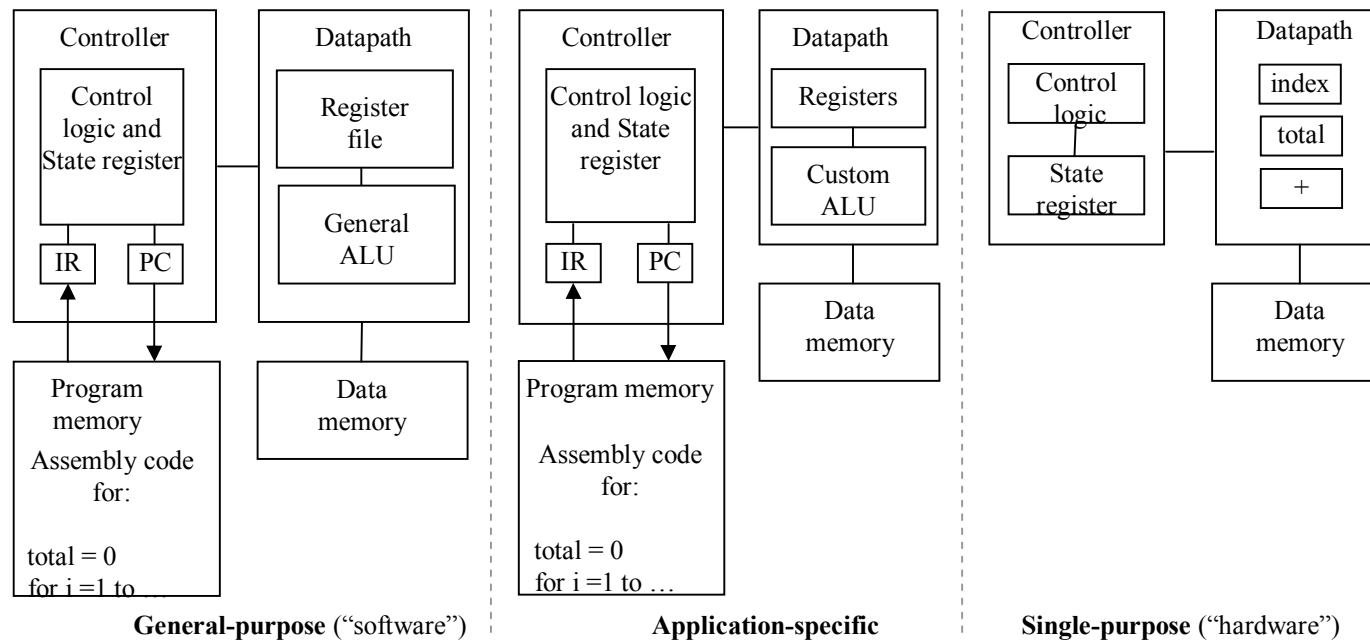 Controller
Control
logic and
State register
IR
PC
Datapath
Register
file
General
ALU
Program
memory
Assembly code
for:
total = 0
for i =1 to …
Data
memory
General-purpose (“software”)
Controller
Control logic
and State
register
IR
PC
Datapath
Registers
Custom
ALU
Data
memory
Program memory
Assembly code
for:
total = 0
for i =1 to …
Application-specific
Controller
Control
logic
State
register
Datapath
index
total
+
Data
memory
Single-purpose (“hardware”)